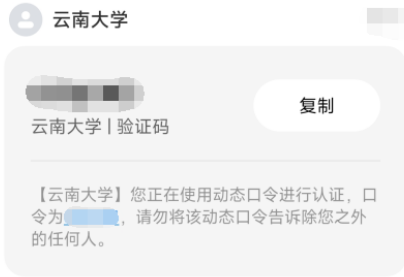 云南大学
复制
云南大学 | 验证码
【云南大学】您正在使用动态口令进行认证，口
令为，请勿将该动态口令告诉除您之外
的任何人。